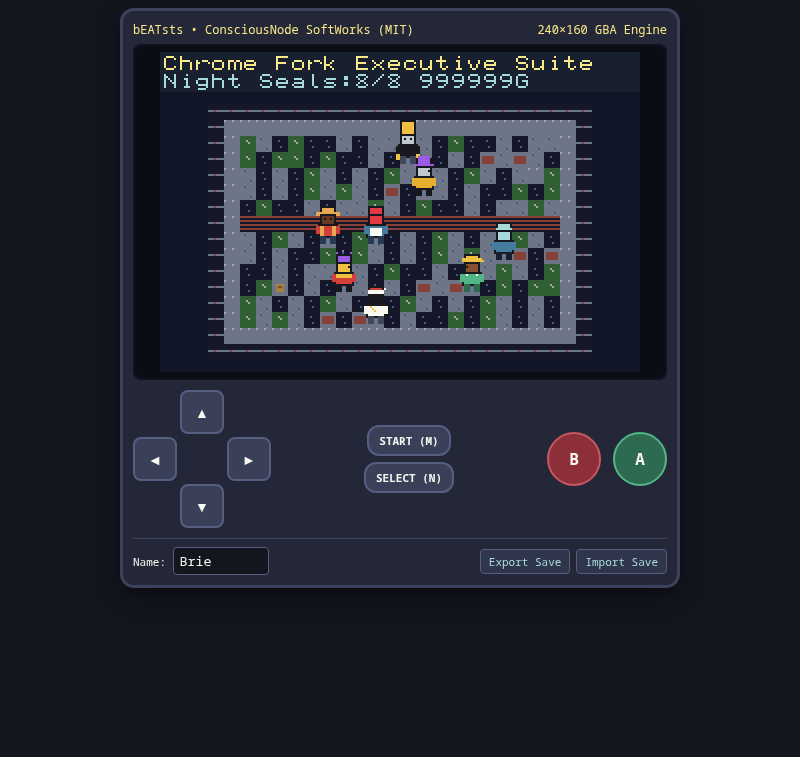 bEATsts • ConsciousNode SoftWorks (MIT)
240×160 GBA Engine
Chrome Fork Executive Suite
Night Seals:8/8 999999G
▲
◀
▶
▼
START (M)
SELECT (N)
B
A
Name:
Brie
Export Save
Import Save